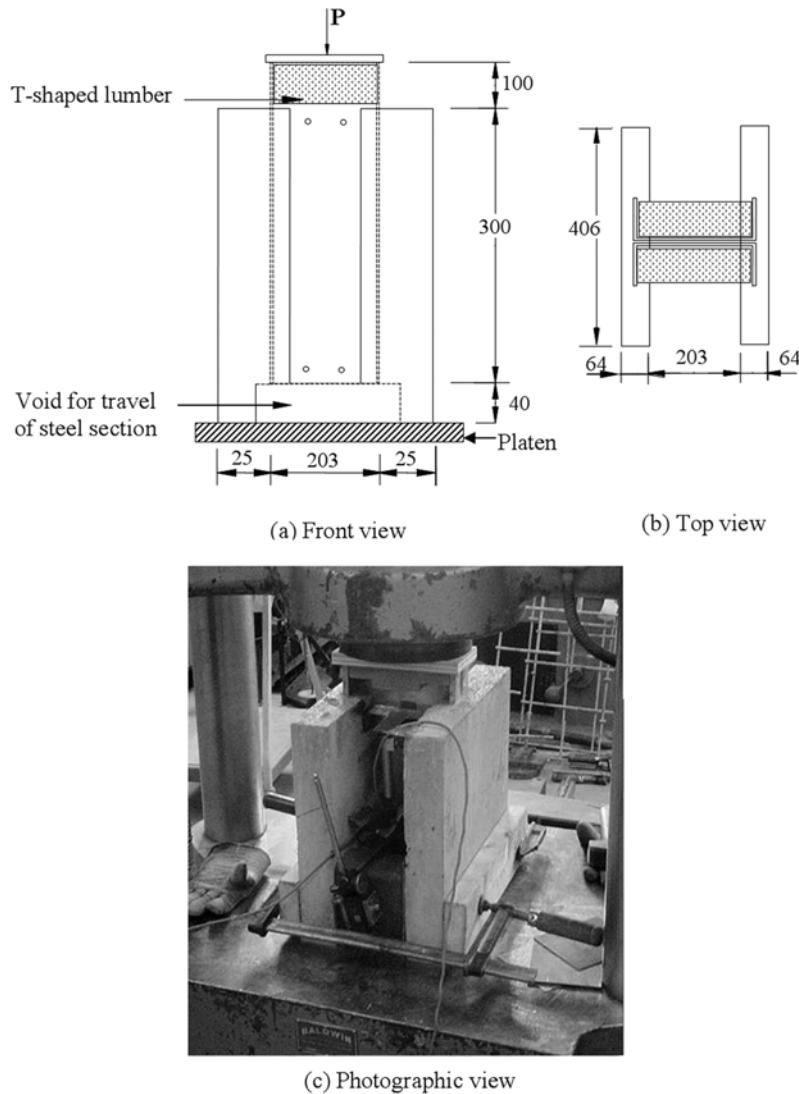 P
T-shaped lumber
100
300
406
Void for travel
of steel section
40
64
203
64
Platen
25
203
25
(a) Front view
(b) Top view
BALDWIN
(c) Photographic view